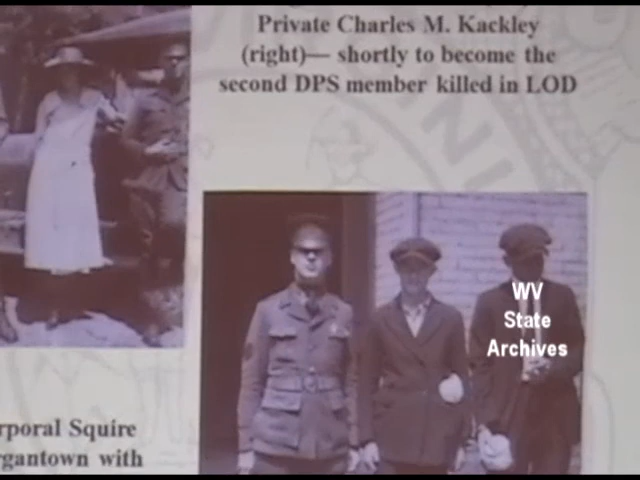 Private Charles M. Kackley
(right)— shortly to become the
second DPS member killed in LOD
WV
State
Archives
rporal Squire
rgantown with